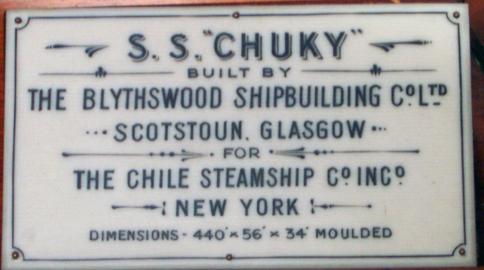 S.S. "CHUKY"
BUILT BY
THE BLYTHSWOOD SHIPBUILDING Cº LTD
SCOTSTOUN. GLASGOW
FOR
THE CHILE STEAMSHIP Cº INCº
NEW YORK
DIMENSIONS - 440' × 56' × 34' MOULDED